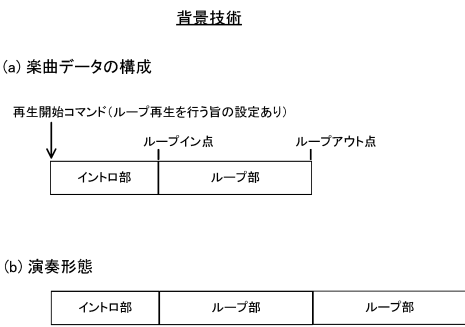 背景技術
(a) 楽曲データの構成
再生開始コマンド(ループ再生を行う旨の設定あり)
ループイン点
ループアウト点
イントロ部
ループ部
(b) 演奏形態
イントロ部
ループ部
ループ部